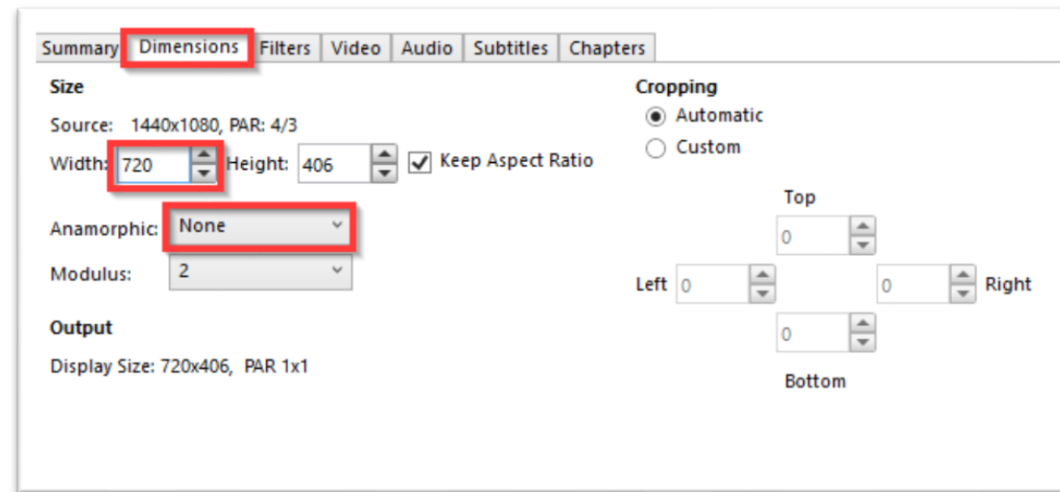 Summary Dimensions Filters Video Audio Subtitles Chapters
Size
Source: 1440x1080, PAR: 4/3
Width: 720 Height: 406 Keep Aspect Ratio
Anamorphic: None
Modulus: 2
Output
Display Size: 720x406, PAR 1x1
Cropping
Automatic
Custom
Top
0
Left 0 0 Right
0
Bottom